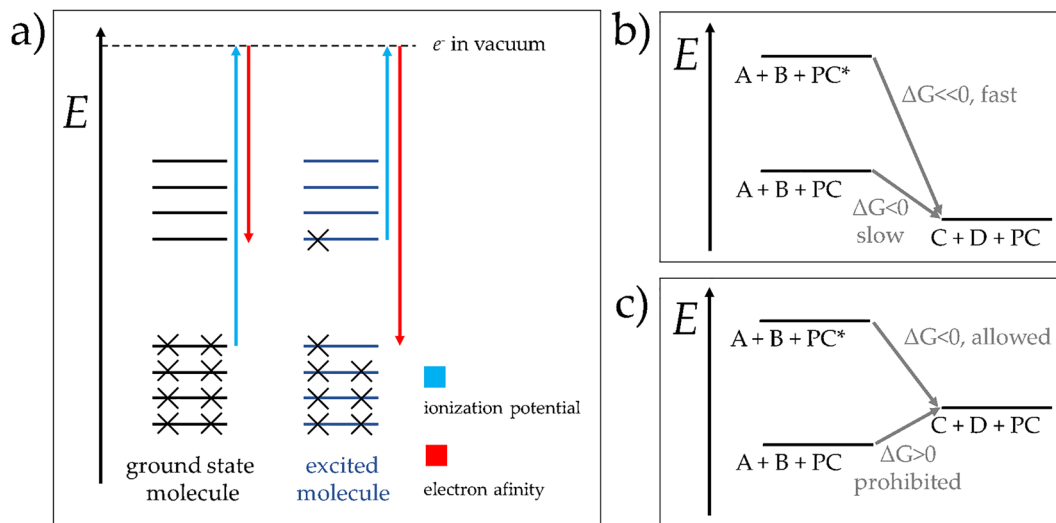 a)
E
e- in vacuum
ground state
molecule
excited
molecule
ionization potential
electron afinity
b)
E
A + B + PC*
ΔG<<0, fast
A + B + PC
ΔG<0
slow
C + D + PC
c)
E
A + B + PC*
ΔG<0, allowed
C + D + PC
A + B + PC
ΔG>0
prohibited